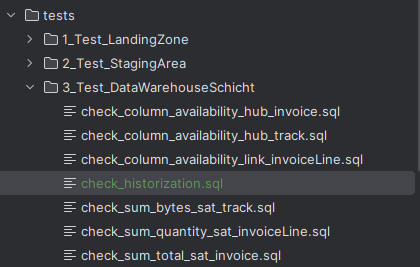 tests
1_Test_LandingZone
2_Test_StagingArea
3_Test_DataWarehouseSchicht
check_column_availability_hub_invoice.sql
check_column_availability_hub_track.sql
check_column_availability_link_invoiceLine.sql
check_historization.sql
check_sum_bytes_sat_track.sql
check_sum_quantity_sat_invoiceLine.sql
check_sum_total_sat_invoice.sql